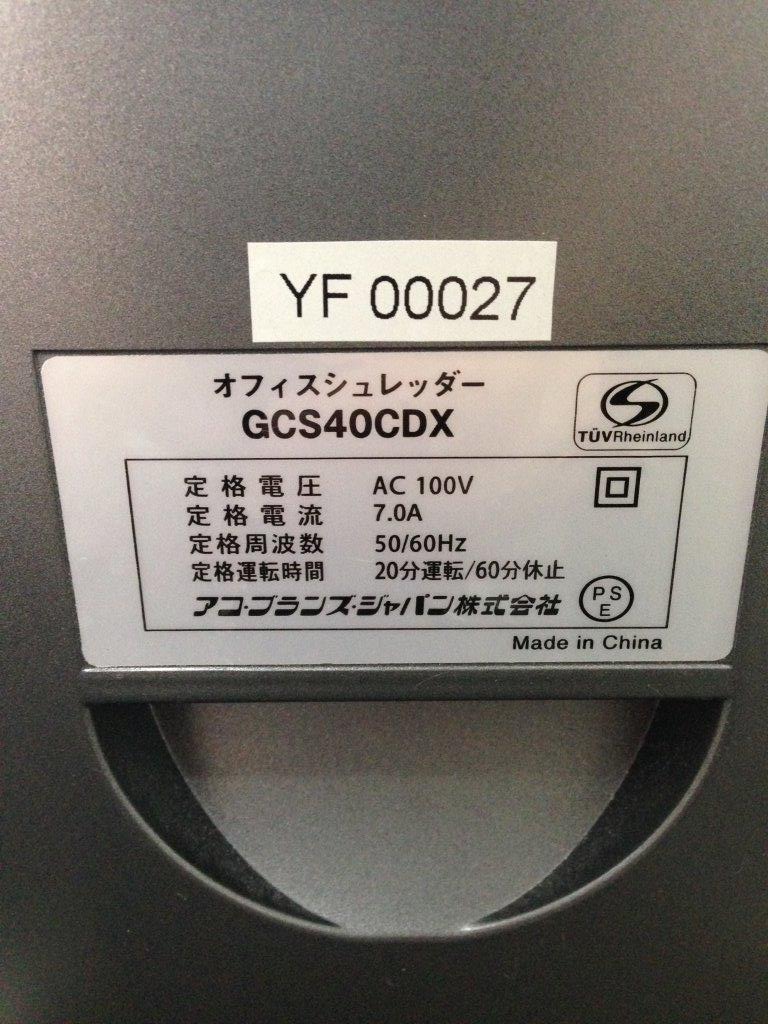 YF 00027
オフィスシュレッダー
GCS40CDX
TÜVRheinland
定格電圧 AC 100V
定格電流 7.0A
定格周波数 50/60Hz
定格運転時間 20分運転/60分休止
アコ・ブランズ・ジャパン株式会社
PS
E
Made in China